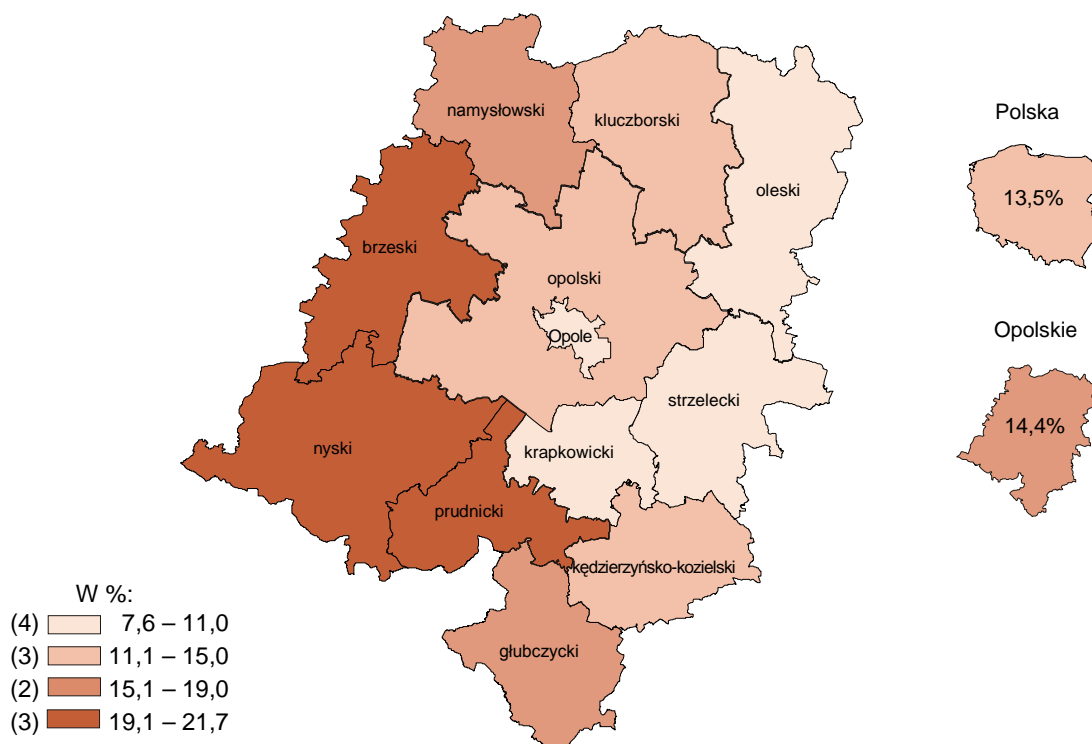 namysłowski
kluczborski
oleski
brzeski
opolski
Opole
strzelecki
krapkowicki
nyski
prudnicki
kędzierzyńsko-kozielski
głubczycki
Polska
13,5%
Opolskie
14,4%
W %:
(4) 7,6 – 11,0
(3) 11,1 – 15,0
(2) 15,1 – 19,0
(3) 19,1 – 21,7